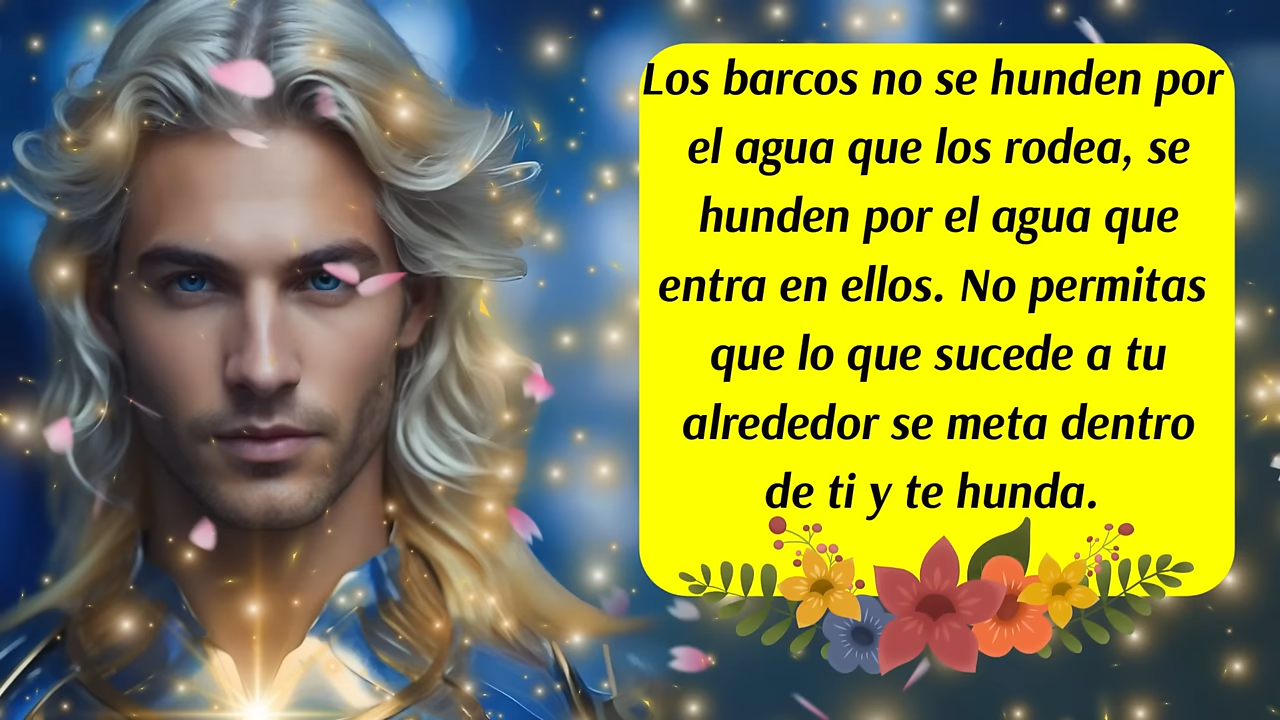 Los barcos no se hunden por
el agua que los rodea, se
hunden por el agua que
entra en ellos. No permitas
que lo que sucede a tu
alrededor se meta dentro
de ti y te hunda.